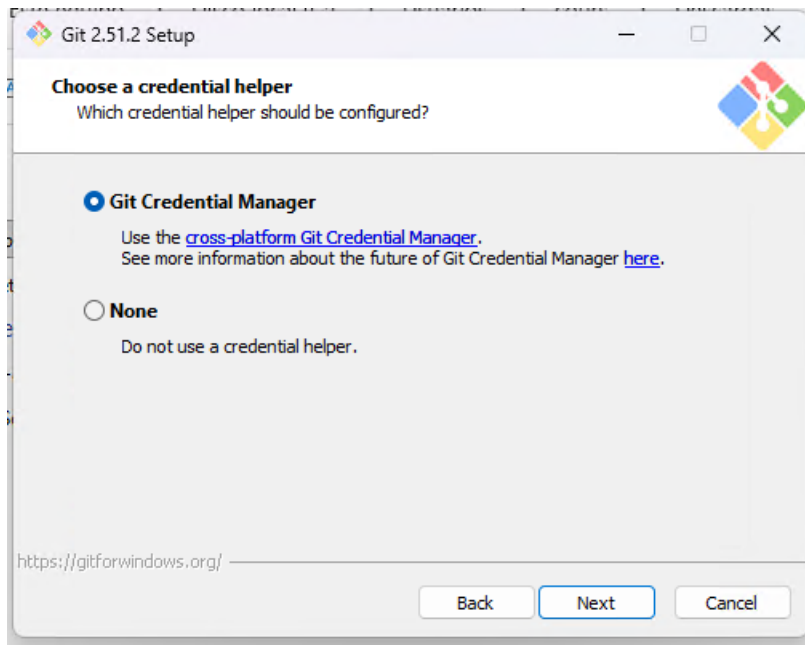 Git 2.51.2 Setup
Choose a credential helper
Which credential helper should be configured?
Git Credential Manager
Use the cross-platform Git Credential Manager.
See more information about the future of Git Credential Manager here.
None
Do not use a credential helper.
https://gitforwindows.org/
Back Next Cancel